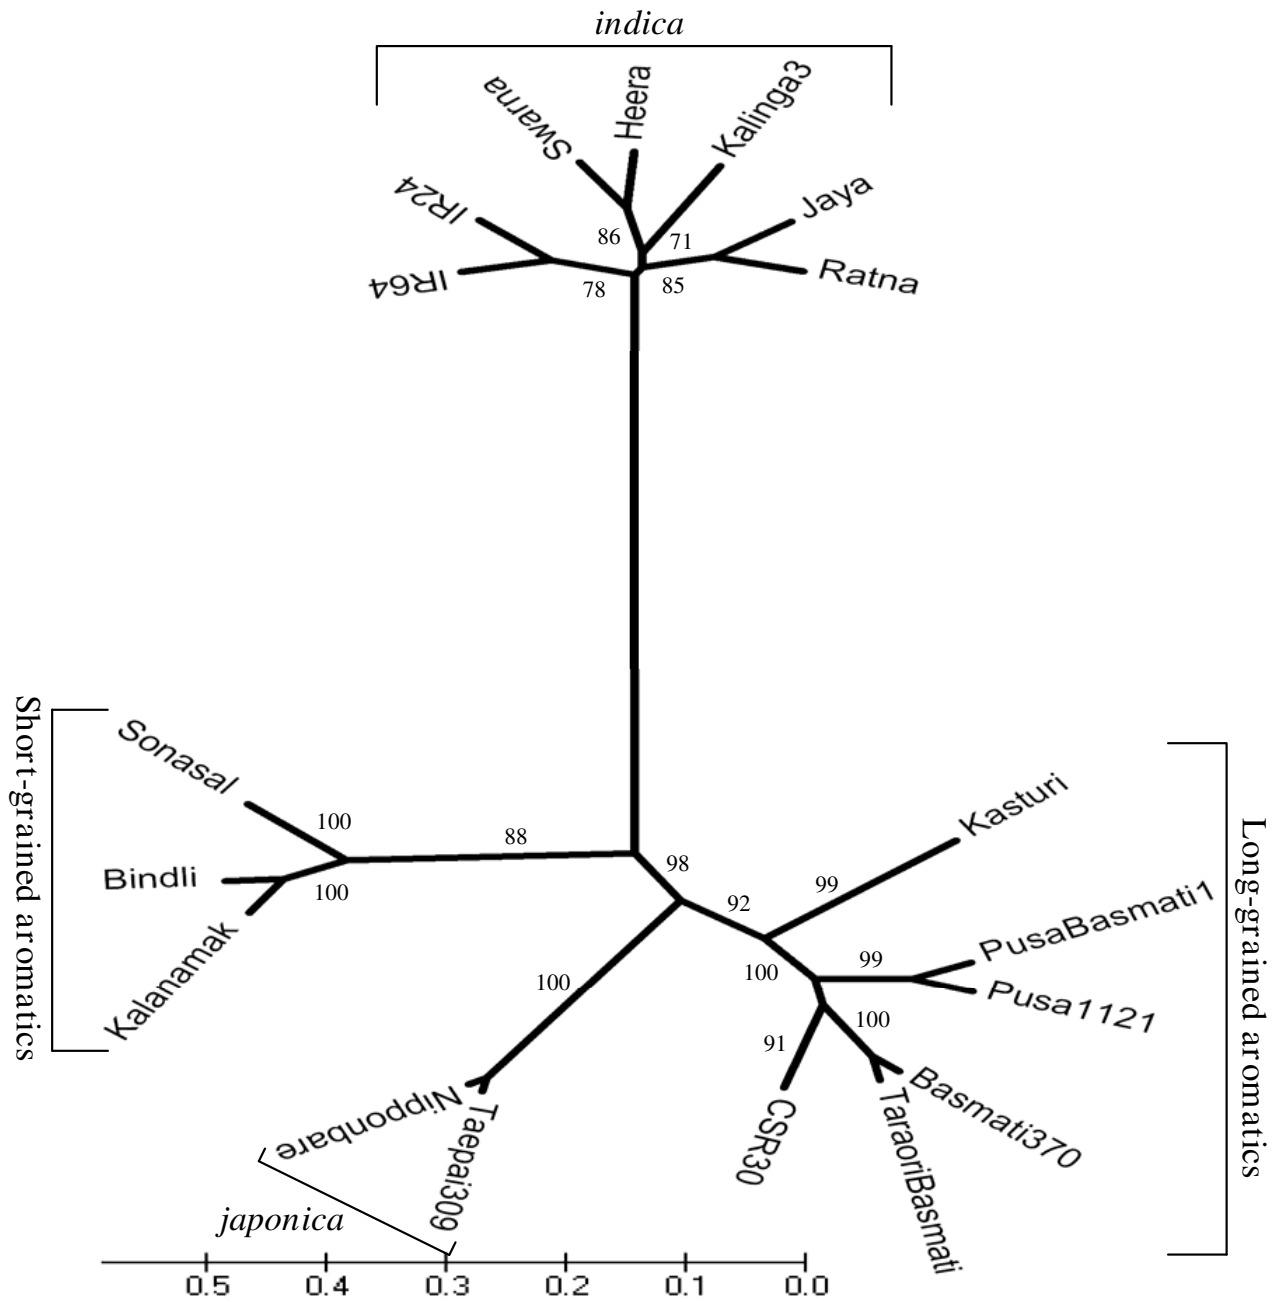 indica
Swarna
Heera
Kalinga3
IR24
Jaya
IR64
Ratna
86
71
78
85
Short-grained aromatics
Sonasal
Bindli
Kalanamak
100
88
100
98
92
99
Kasturi
100
99
PusaBasmati1
Pusa1121
Long-grained aromatics
100
91
100
Nipponbare
Taepai309
japonica
CSR30
TaraoriBasmati
Basmati370
0.5 0.4 0.3 0.2 0.1 0.0